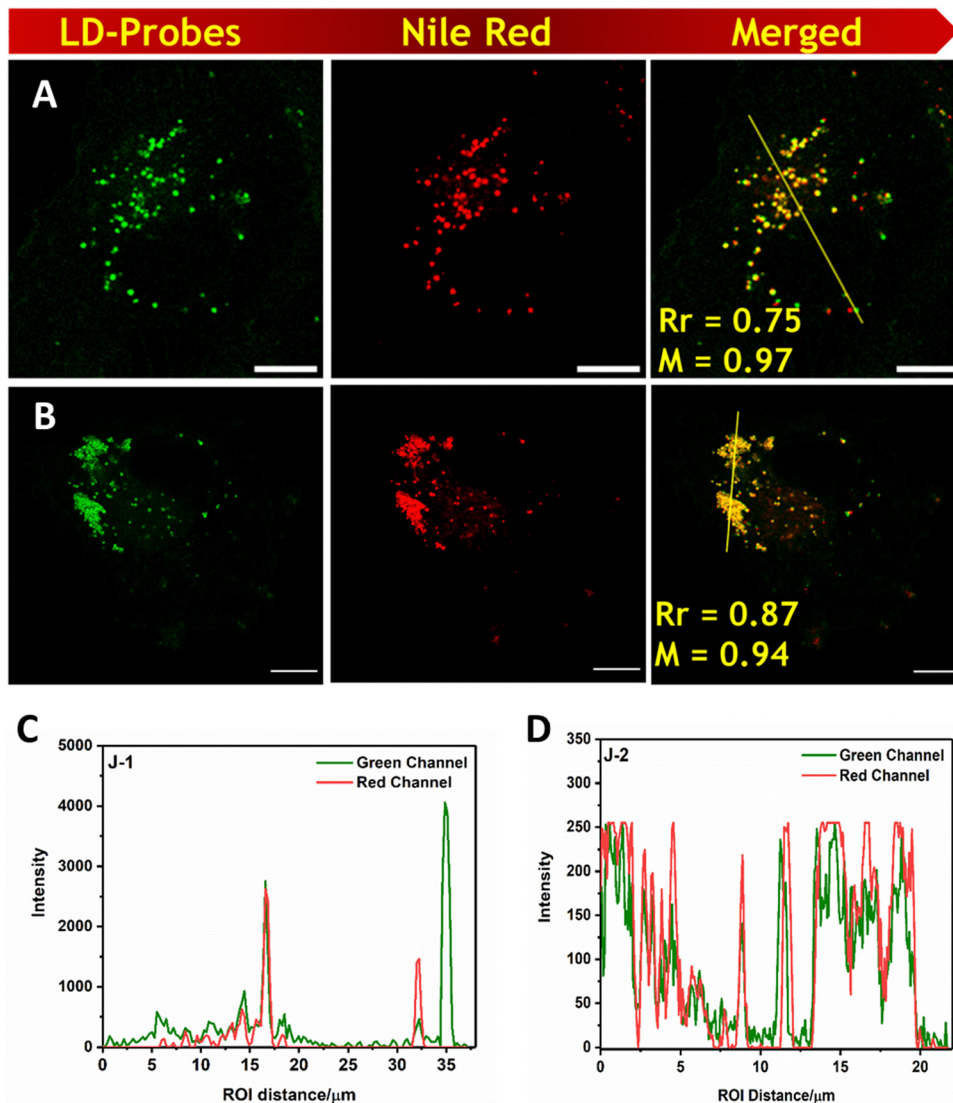 LD-Probes Nile Red Merged
A
Rr = 0.75
M = 0.97
B
Rr = 0.87
M = 0.94
C
J-1
Green Channel
Red Channel
5000
4000
3000
2000
1000
0
Intensity
0 5 10 15 20 25 30 35
ROI distance/μm
D
J-2
Green Channel
Red Channel
350
300
250
200
150
100
50
0
Intensity
0 5 10 15 20
ROI Distance/μm